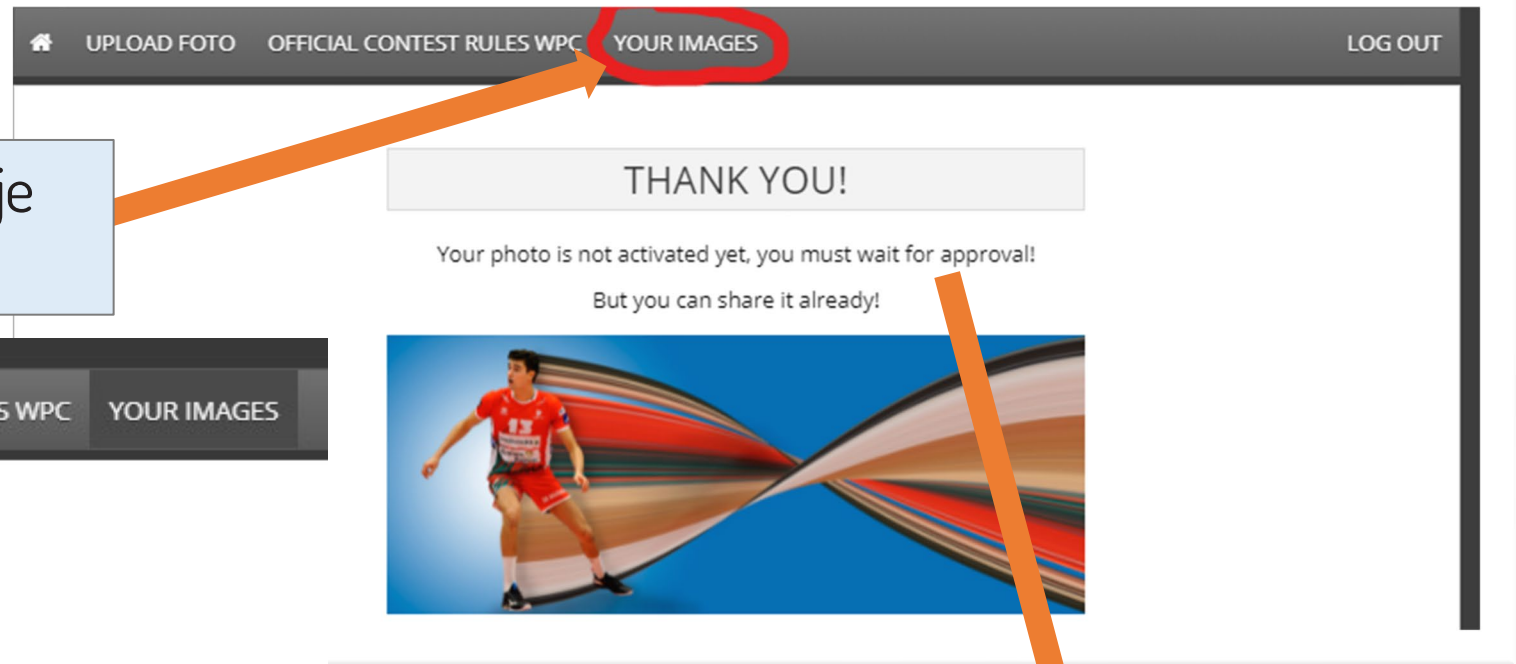 UPLOAD FOTO OFFICIAL CONTEST RULES WPC YOUR IMAGES LOG OUT
je
THANK YOU!
Your photo is not activated yet, you must wait for approval!
But you can share it already!
S WPC YOUR IMAGES
13